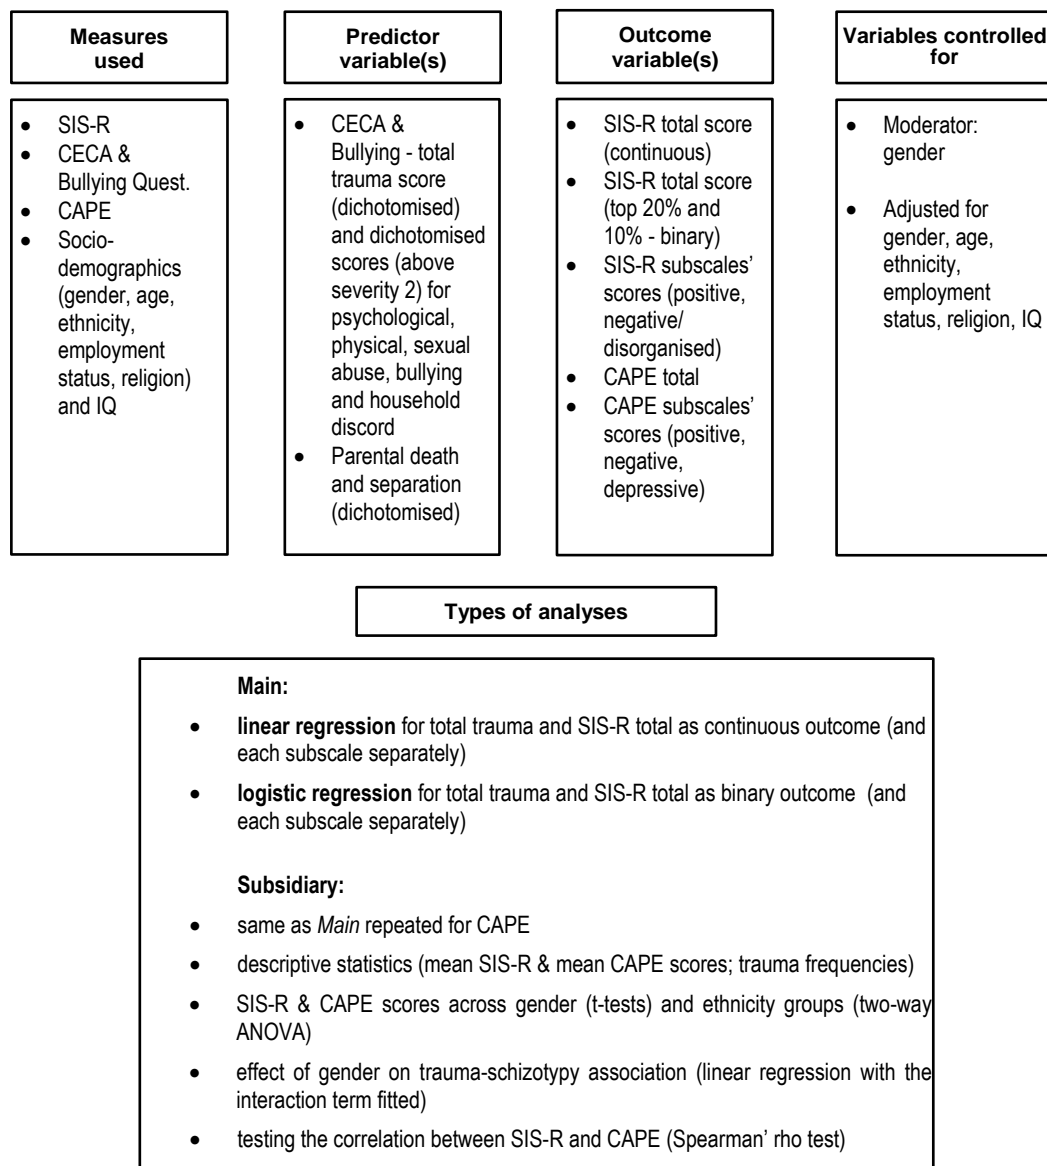 Measures
used
Predictor
variable(s)
Outcome
variable(s)
Variables controlled
for
• SIS-R
• CECA &
Bullying Quest.
• CAPE
• Socio-
demographics
(gender, age,
ethnicity,
employment
status, religion)
and IQ
• CECA &
Bullying - total
trauma score
(dichotomised)
and dichotomised
scores (above
severity 2) for
psychological,
physical, sexual
abuse, bullying
and household
discord
• Parental death
and separation
(dichotomised)
• SIS-R total score
(continuous)
• SIS-R total score
(top 20% and
10% - binary)
• SIS-R subscales’
scores (positive,
negative/
disorganised)
• CAPE total
• CAPE subscales’
scores (positive,
negative,
depressive)
• Moderator:
gender
• Adjusted for
gender, age,
ethnicity,
employment
status, religion, IQ
Types of analyses
Main:
• linear regression for total trauma and SIS-R total as continuous outcome (and
each subscale separately)
• logistic regression for total trauma and SIS-R total as binary outcome (and
each subscale separately)
Subsidiary:
• same as Main repeated for CAPE
• descriptive statistics (mean SIS-R & mean CAPE scores; trauma frequencies)
• SIS-R & CAPE scores across gender (t-tests) and ethnicity groups (two-way
ANOVA)
• effect of gender on trauma-schizotypy association (linear regression with the
interaction term fitted)
• testing the correlation between SIS-R and CAPE (Spearman’ rho test)